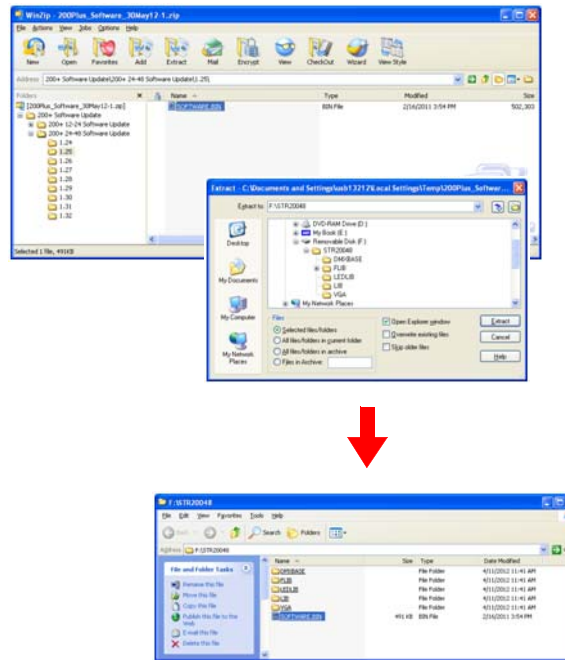 WinZip - 200Plus_Software_30May12-1.zip
File Actions View Jobs Options Help
New Open Favorites Add Extract Mail Encrypt View CheckOut Wizard View Style
Address 200+ Software Update\200+ 24-48 Software Update\1.25\
Folders Name Type Modified Size
[200Plus_Software_30May12-1.zip] SOFTWARE.BIN BIN File 2/16/2011 3:54 PM 502,303
200+ Software Update
200+ 12-24 Software Update
200+ 24-48 Software Update
1.24
1.25
1.26
1.27
1.28
1.29
1.30
1.31
1.32
Selected 1 file, 491KB
Extract - C:\Documents and Settings\usb13212\Local Settings\Temp\200Plus_Softwar...
Extract to: F:\STR20048
Desktop
My Documents
My Computer
My Network Places
DVD-RAM Drive (D:)
My Book (E:)
Removable Disk (F:)
STR20048
DMXBASE
FLIB
LEDLIB
LIB
VGA
My Network Places
Files
Selected files/folders
All files/folders in current folder
All files/folders in archive
Files in Archive:
Open Explorer window
Overwrite existing files
Skip older files
Extract
Cancel
Help
F:\STR20048
File Edit View Favorites Tools Help
Search Folders
Address F:\STR20048
File and Folder Tasks
Rename this file
Move this file
Copy this file
Publish this file to the Web
E-mail this file
Delete this file
Name Size Type Date Modified
DMXBASE File Folder 4/11/2012 11:41 AM
FLIB File Folder 4/11/2012 11:41 AM
LEDLIB File Folder 4/11/2012 11:41 AM
LIB File Folder 4/11/2012 11:41 AM
VGA File Folder 4/11/2012 11:41 AM
SOFTWARE.BIN 491 KB BIN File 2/16/2011 3:54 PM